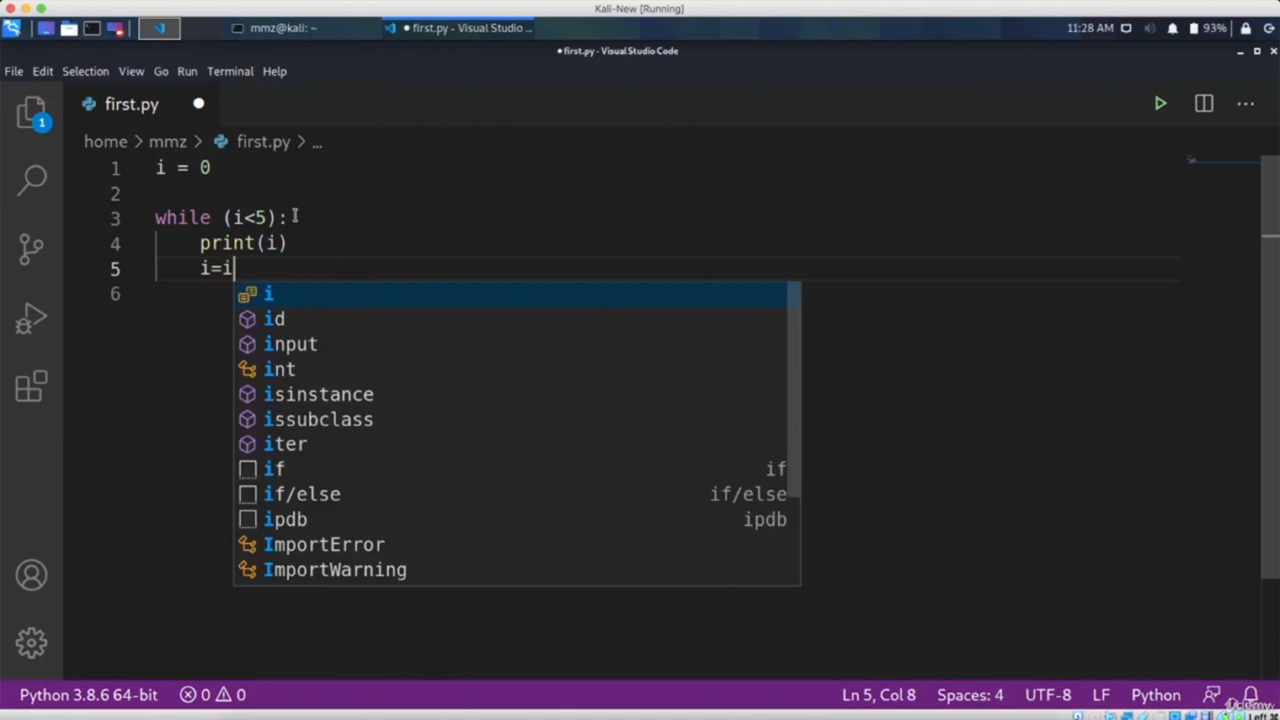 Kali-New [Running]
mmz@kali: ~
first.py - Visual Studio ...
11:28 AM
93%
first.py - Visual Studio Code
File Edit Selection View Go Run Terminal Help
first.py
home > mmz > first.py > ...
1
1 i = 0
2
3 while (i<5):
4 print(i)
5 i=i
6
i
id
input
int
isinstance
issubclass
iter
if if
if/else if/else
ipdb ipdb
ImportError
ImportWarning
Python 3.8.6 64-bit 0 0 Ln 5, Col 8 Spaces: 4 UTF-8 LF Python
Udemy
Left ⌘